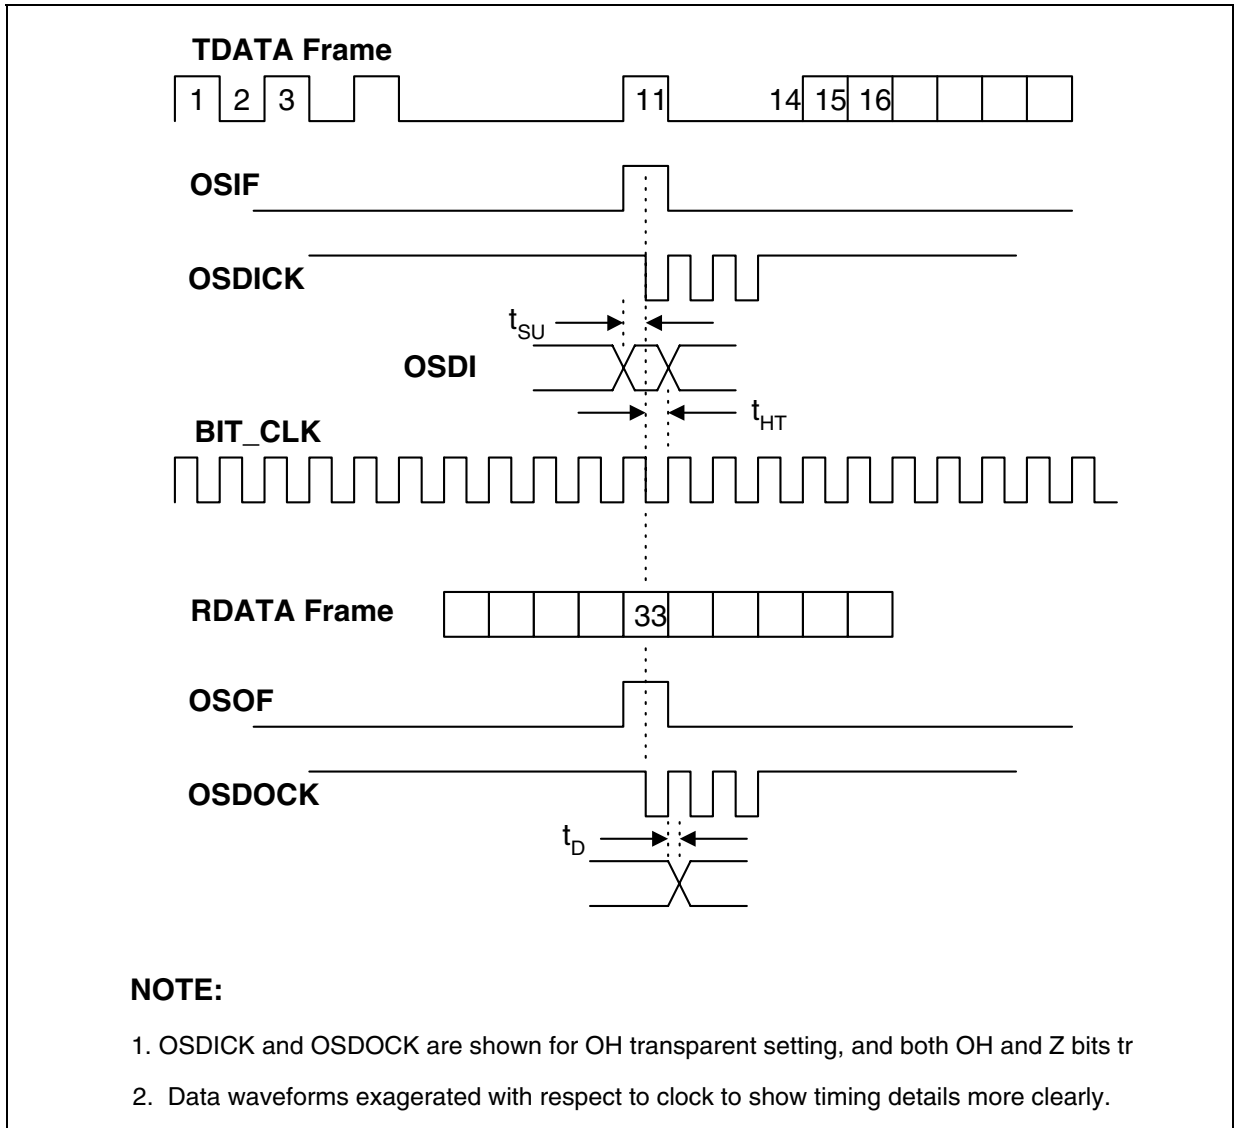 TDATA Frame
1 2 3 11 14 15 16
OSIF
OSDICK
tSU
OSDI
tHT
BIT_CLK
RDATA Frame
33
OSOF
OSDOCK
tD
NOTE:
1. OSDICK and OSDOCK are shown for OH transparent setting, and both OH and Z bits tr
2. Data waveforms exagerated with respect to clock to show timing details more clearly.